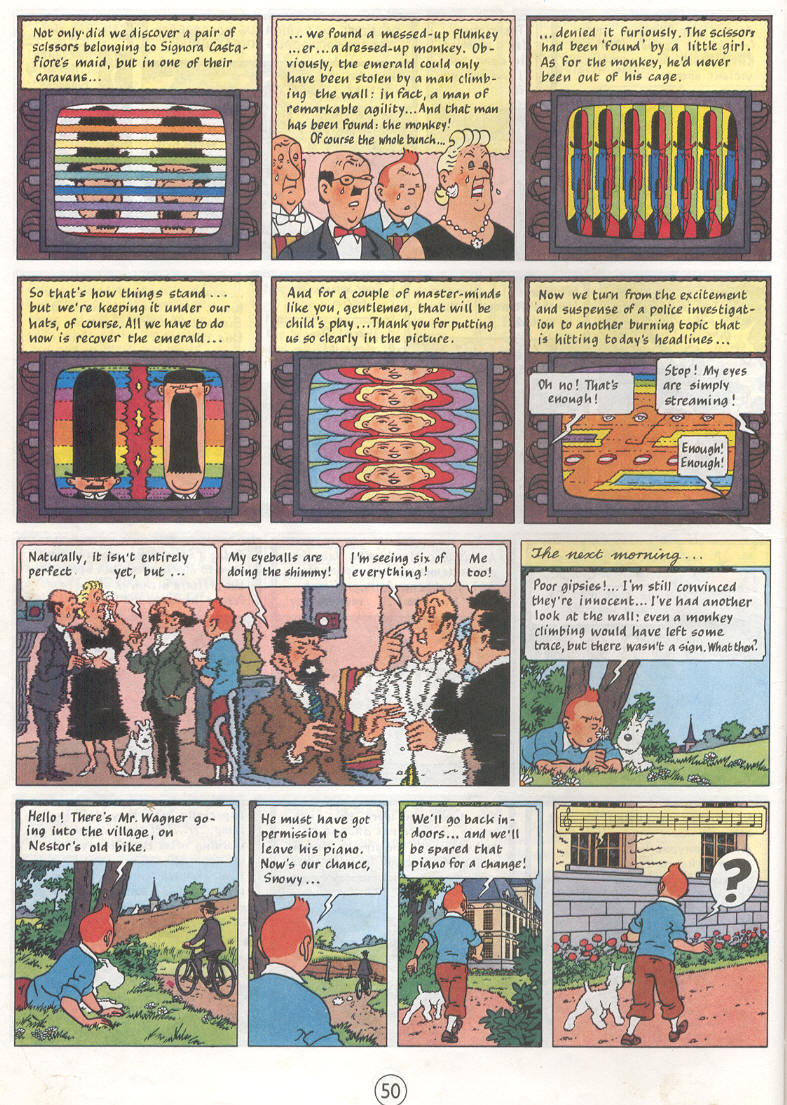 Not only did we discover a pair of
scissors belonging to Signora Casta-
fiore's maid, but in one of their
caravans...
... we found a messed-up flunkey
...er... a dressed-up monkey. Ob-
viously, the emerald could only
have been stolen by a man climb-
ing the wall: in fact, a man of
remarkable agility...And that man
has been found: the monkey!
Of course the whole bunch...
... denied it furiously. The scissors
had been 'found' by a little girl.
As for the monkey, he'd never
been out of his cage.
So that's how things stand ...
but we're keeping it under our
hats, of course. All we have to do
now is recover the emerald...
And for a couple of master-minds
like you, gentlemen, that will be
child's play ...Thank you for putting
us so clearly in the picture.
Now we turn from the excitement
and suspense of a police investigat-
ion to another burning topic that
is hitting today's headlines...
Oh no! That's
enough!
Stop! My eyes
are simply
streaming!
Enough!
Enough!
Naturally, it isn't entirely
perfect yet, but ...
My eyeballs are
doing the shimmy!
I'm seeing six of
everything!
Me
too!
The next morning...
Poor gipsies!... I'm still convinced
they're innocent... I've had another
look at the wall: even a monkey
climbing would have left some
trace, but there wasn't a sign. What then?
Hello! There's Mr. Wagner go-
ing into the village, on
Nestor's old bike.
He must have got
permission to
leave his piano.
Now's our chance,
Snowy ...
We'll go back in-
doors... and we'll
be spared that
piano for a change!
?
50